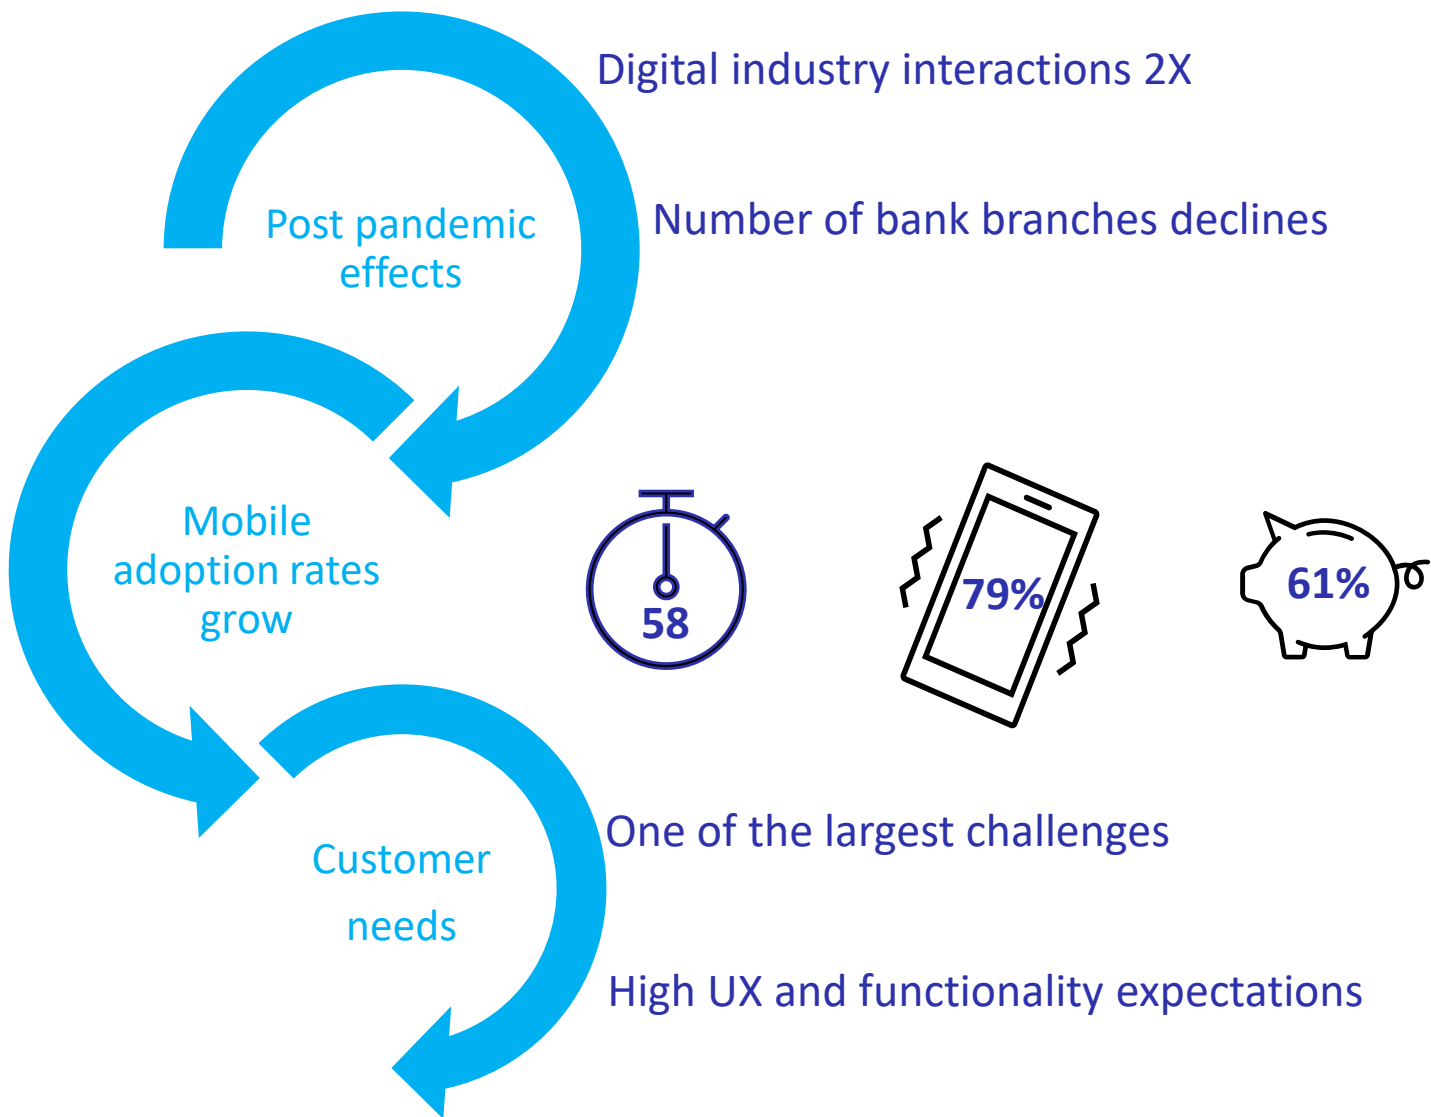 Digital industry interactions 2X
Post pandemic
effects
Number of bank branches declines
Mobile
adoption rates
grow
58
79%
61%
Customer
needs
One of the largest challenges
High UX and functionality expectations